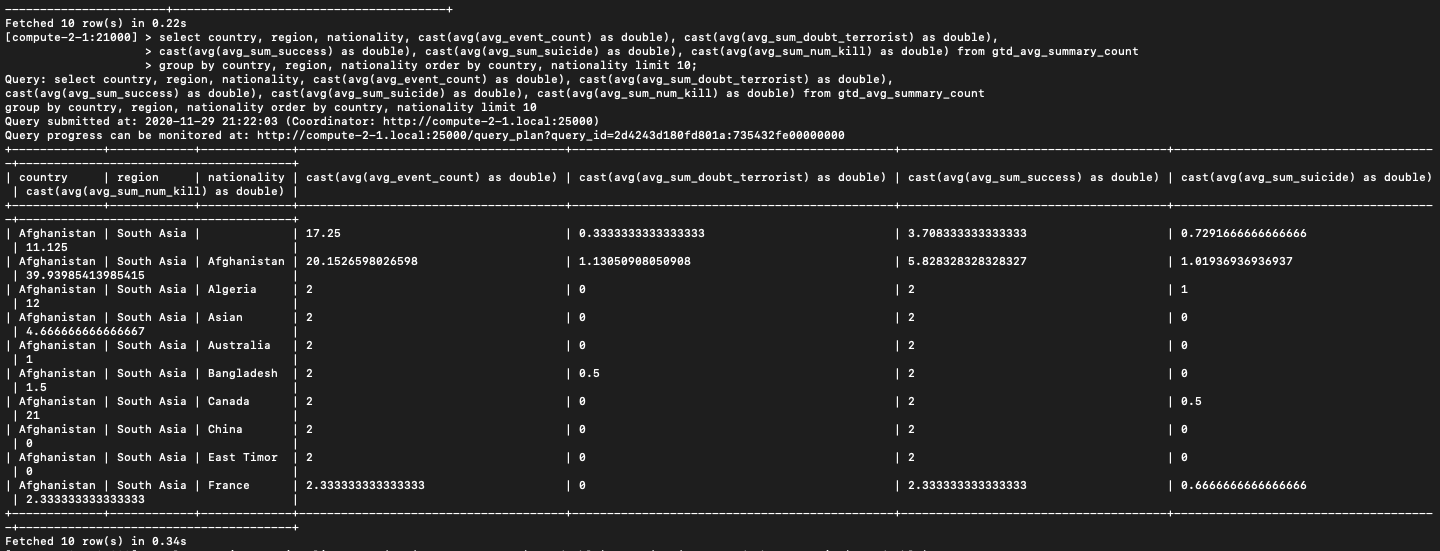 Fetched 10 row(s) in 0.22s
[compute-2-1:21000] > select country, region, nationality, cast(avg(avg_event_count) as double), cast(avg(avg_sum_doubt_terrorist) as double),
> cast(avg(avg_sum_success) as double), cast(avg(avg_sum_suicide) as double), cast(avg(avg_sum_num_kill) as double) from gtd_avg_summary_count
> group by country, region, nationality order by country, nationality limit 10;
Query: select country, region, nationality, cast(avg(avg_event_count) as double), cast(avg(avg_sum_doubt_terrorist) as double),
cast(avg(avg_sum_success) as double), cast(avg(avg_sum_suicide) as double), cast(avg(avg_sum_num_kill) as double) from gtd_avg_summary_count
group by country, region, nationality order by country, nationality limit 10
Query submitted at: 2020-11-29 21:22:03 (Coordinator: http://compute-2-1.local:25000)
Query progress can be monitored at: http://compute-2-1.local:25000/query_plan?query_id=2d4243d180fd801a:735432fe00000000
| country | region | nationality | cast(avg(avg_event_count) as double) | cast(avg(avg_sum_doubt_terrorist) as double) | cast(avg(avg_sum_success) as double) | cast(avg(avg_sum_suicide) as double)
| cast(avg(avg_sum_num_kill) as double) |
| Afghanistan | South Asia | | 17.25 | 0.3333333333333333 | 3.708333333333333 | 0.7291666666666666
| 11.125 |
| Afghanistan | South Asia | Afghanistan | 20.1526598026598 | 1.13050908050908 | 5.828328328328327 | 1.01936936936937
| 39.93985413985415 |
| Afghanistan | South Asia | Algeria | 2 | 0 | 2 | 1
| 12 |
| Afghanistan | South Asia | Asian | 2 | 0 | 2 | 0
| 4.666666666666667 |
| Afghanistan | South Asia | Australia | 2 | 0 | 2 | 0
| 1 |
| Afghanistan | South Asia | Bangladesh | 2 | 0.5 | 2 | 0
| 1.5 |
| Afghanistan | South Asia | Canada | 2 | 0 | 2 | 0.5
| 21 |
| Afghanistan | South Asia | China | 2 | 0 | 2 | 0
| 0 |
| Afghanistan | South Asia | East Timor | 2 | 0 | 2 | 0
| 0 |
| Afghanistan | South Asia | France | 2.333333333333333 | 0 | 2.333333333333333 | 0.6666666666666666
| 2.333333333333333 |
Fetched 10 row(s) in 0.34s